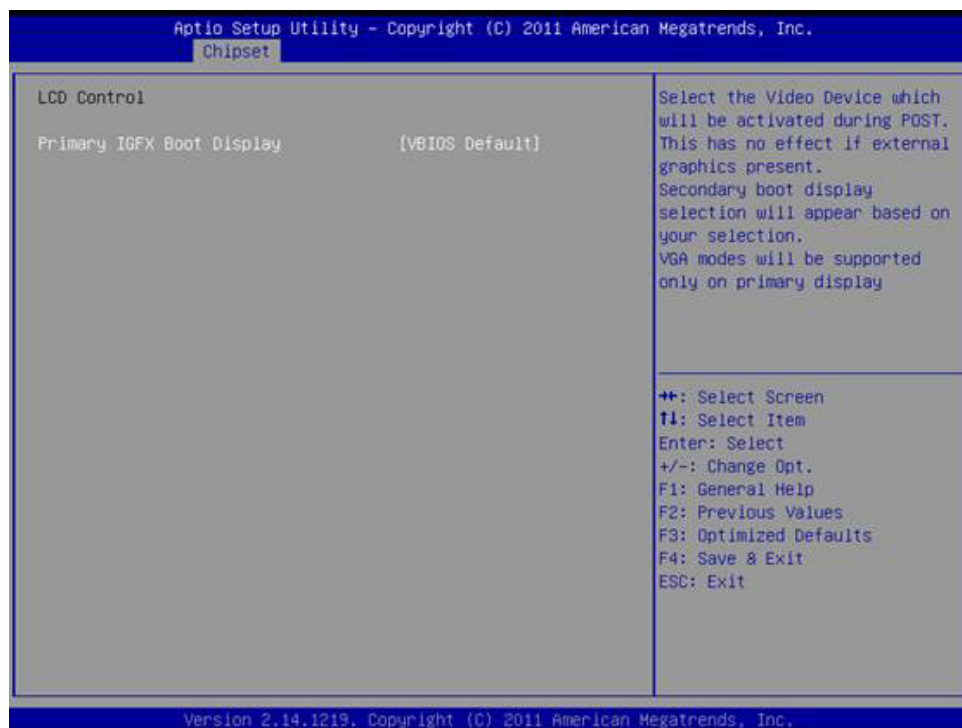 Aptio Setup Utility – Copyright (C) 2011 American Megatrends, Inc.
Chipset
LCD Control
Primary IGFX Boot Display [VBIOS Default]
Select the Video Device which
will be activated during POST.
This has no effect if external
graphics present.
Secondary boot display
selection will appear based on
your selection.
VGA modes will be supported
only on primary display
→←: Select Screen
↑↓: Select Item
Enter: Select
+/-: Change Opt.
F1: General Help
F2: Previous Values
F3: Optimized Defaults
F4: Save & Exit
ESC: Exit
Version 2.14.1219. Copyright (C) 2011 American Megatrends, Inc.